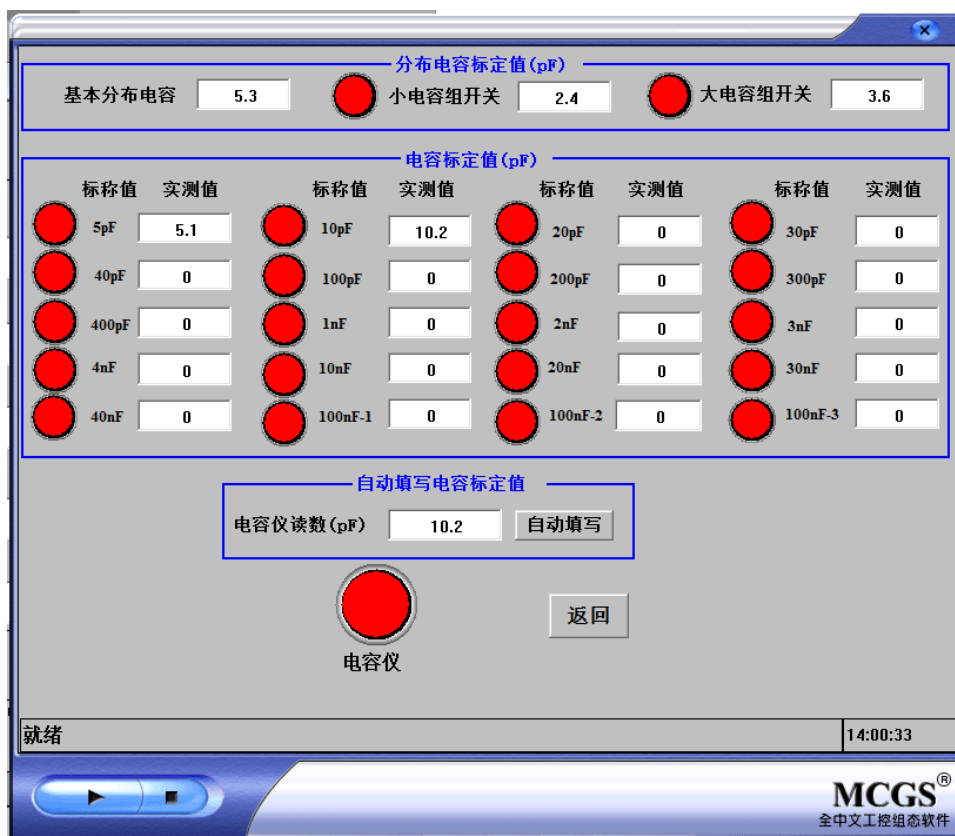 分布电容标定值(pF)
基本分布电容 5.3 小电容组开关 2.4 大电容组开关 3.6
电容标定值(pF)
标称值 实测值 标称值 实测值 标称值 实测值 标称值 实测值
5pF 5.1 10pF 10.2 20pF 0 30pF 0
40pF 0 100pF 0 200pF 0 300pF 0
400pF 0 1nF 0 2nF 0 3nF 0
4nF 0 10nF 0 20nF 0 30nF 0
40nF 0 100nF-1 0 100nF-2 0 100nF-3 0
自动填写电容标定值
电容仪读数(pF) 10.2 自动填写
返回
电容仪
就绪 14:00:33
MCGS®
全中文工控组态软件